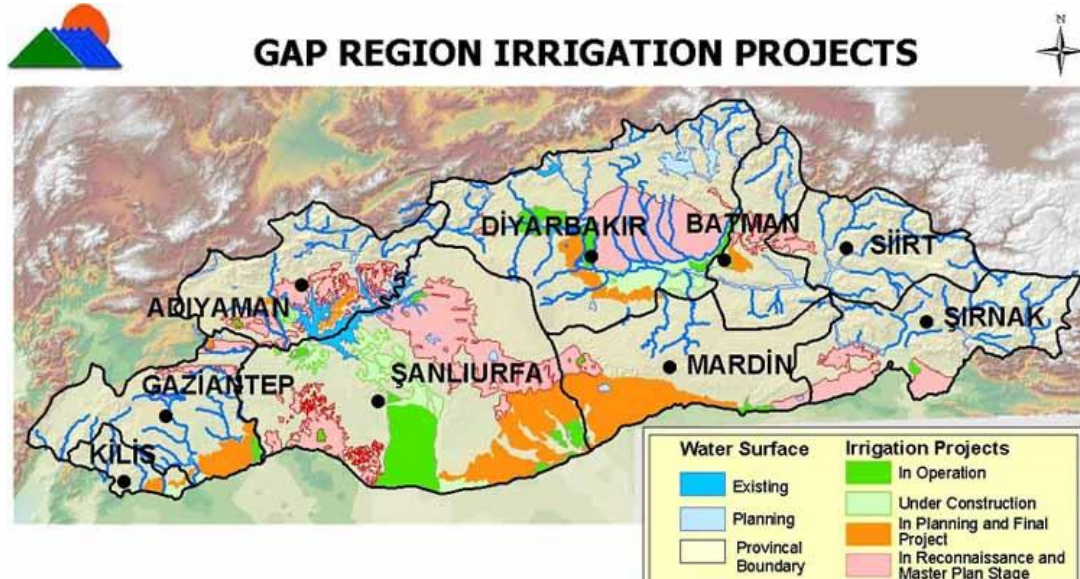 N
GAP REGION IRRIGATION PROJECTS
DİYARBAKIR
BATMAN
SİİRT
ADIYAMAN
ŞIRNAK
GAZİANTEP
ŞANLIURFA
MARDİN
KİLİS
Water Surface
Existing
Planning
Provincal
Boundary
Irrigation Projects
In Operation
Under Construction
In Planning and Final
Project
In Reconnaissance and
Master Plan Stage